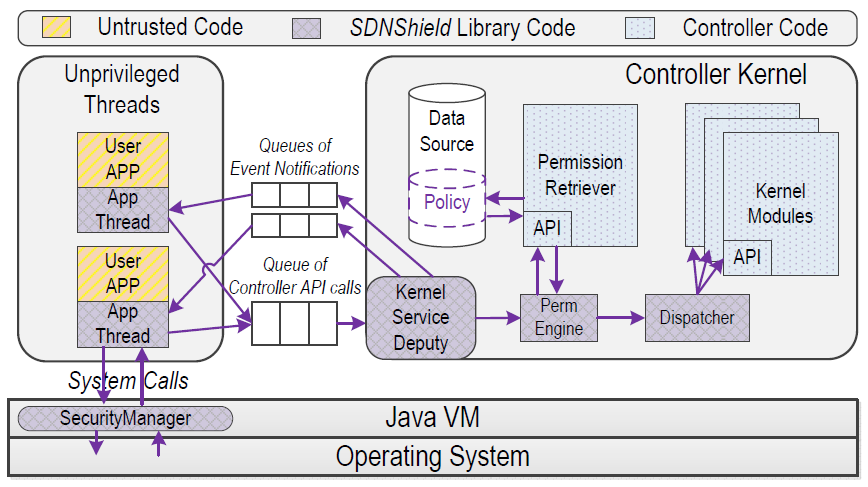 Untrusted Code
SDNShield Library Code
Controller Code
Unprivileged
Threads
User
APP
App
Thread
User
APP
App
Thread
Queues of
Event Notifications
Queue of
Controller API calls
Controller Kernel
Data
Source
Policy
Permission
Retriever
API
Kernel
Modules
API
Kernel
Service
Deputy
Perm
Engine
Dispatcher
System Calls
SecurityManager
Java VM
Operating System